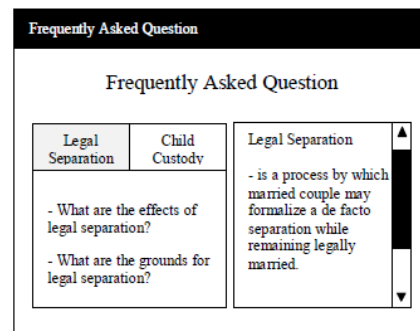 Frequently Asked Question
Frequently Asked Question
Legal
Separation
Child
Custody
- What are the effects of
legal separation?
- What are the grounds for
legal separation?
Legal Separation
- is a process by which
married couple may
formalize a de facto
separation while
remaining legally
married.